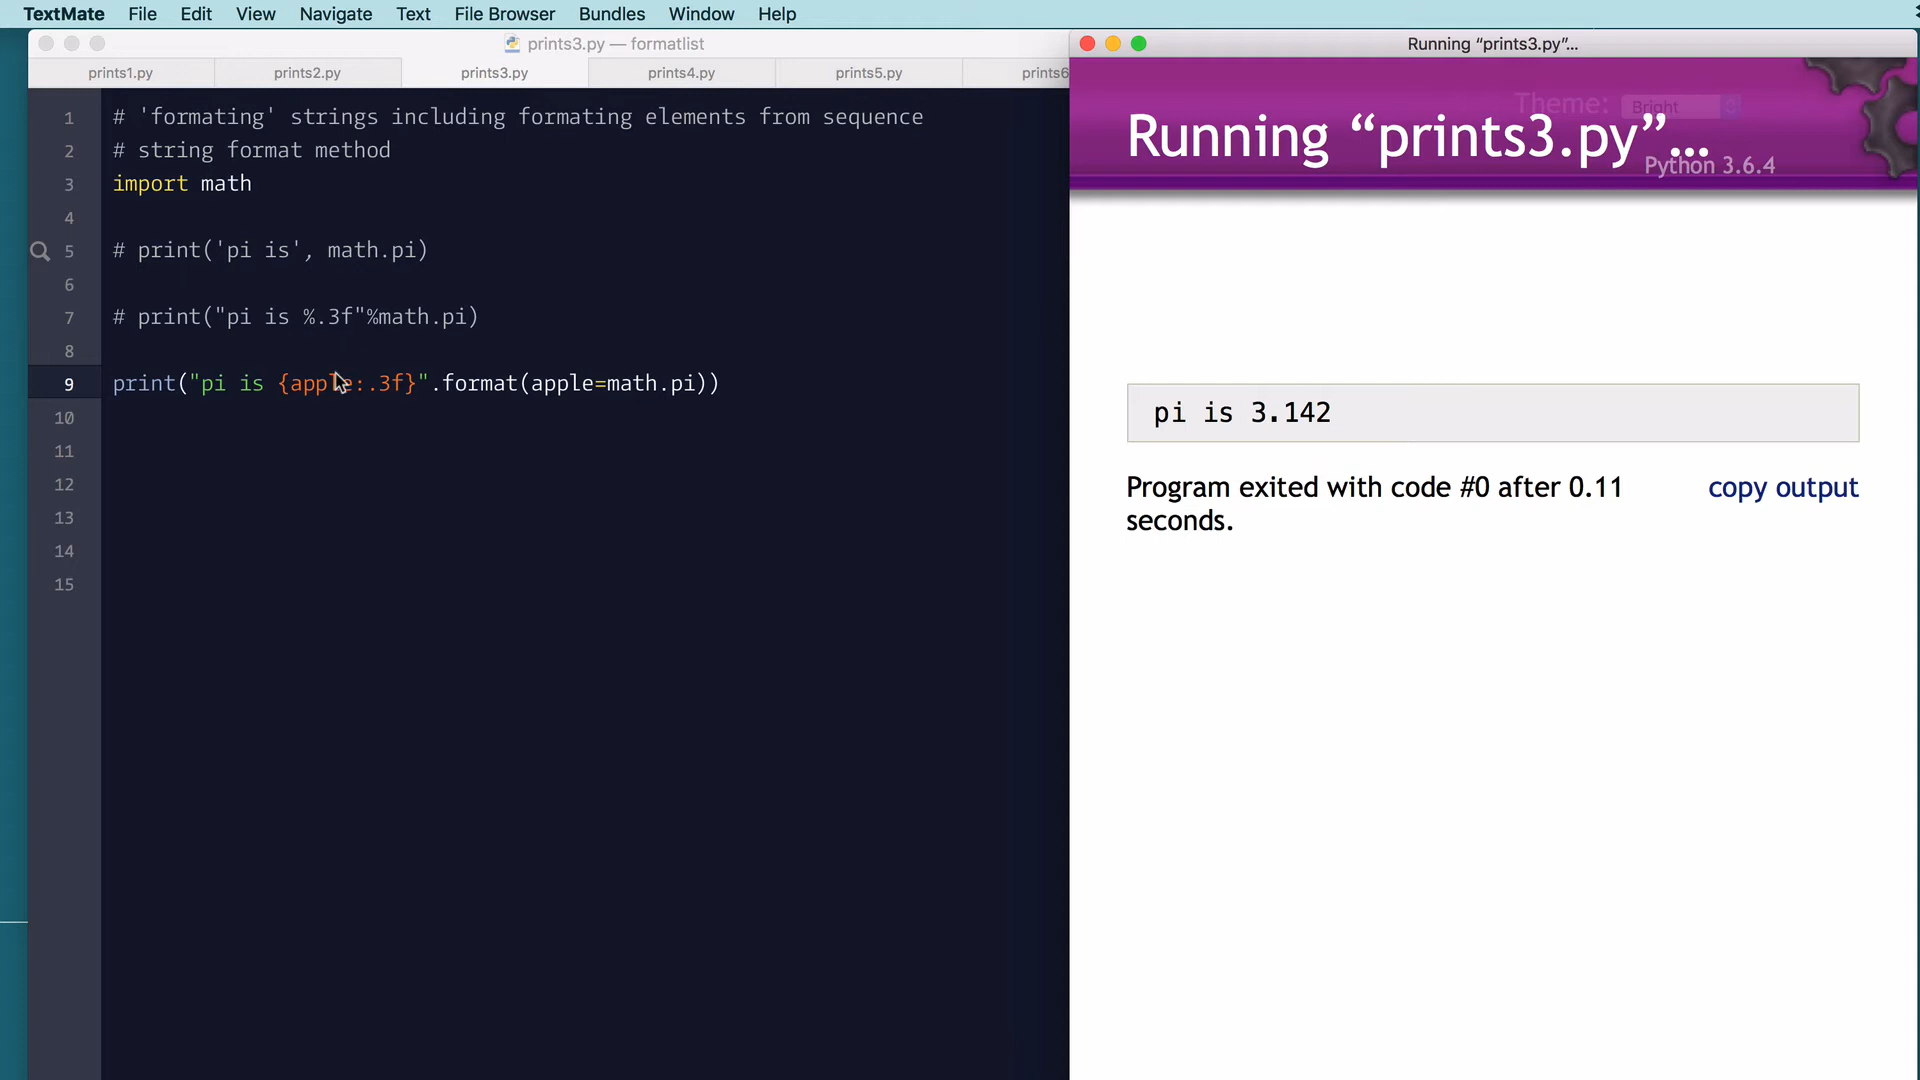 TextMate File Edit View Navigate Text File Browser Bundles Window Help
prints3.py — formatlist
prints1.py prints2.py prints3.py prints4.py prints5.py prints6
1 # 'formating' strings including formating elements from sequence
2 # string format method
3 import math
4
5 # print('pi is', math.pi)
6
7 # print("pi is %.3f"%math.pi)
8
9 print("pi is {apple:.3f}".format(apple=math.pi))
10
11
12
13
14
15
Running “prints3.py”…
Theme: Bright
Running “prints3.py”…
Python 3.6.4
pi is 3.142
Program exited with code #0 after 0.11
seconds.
copy output